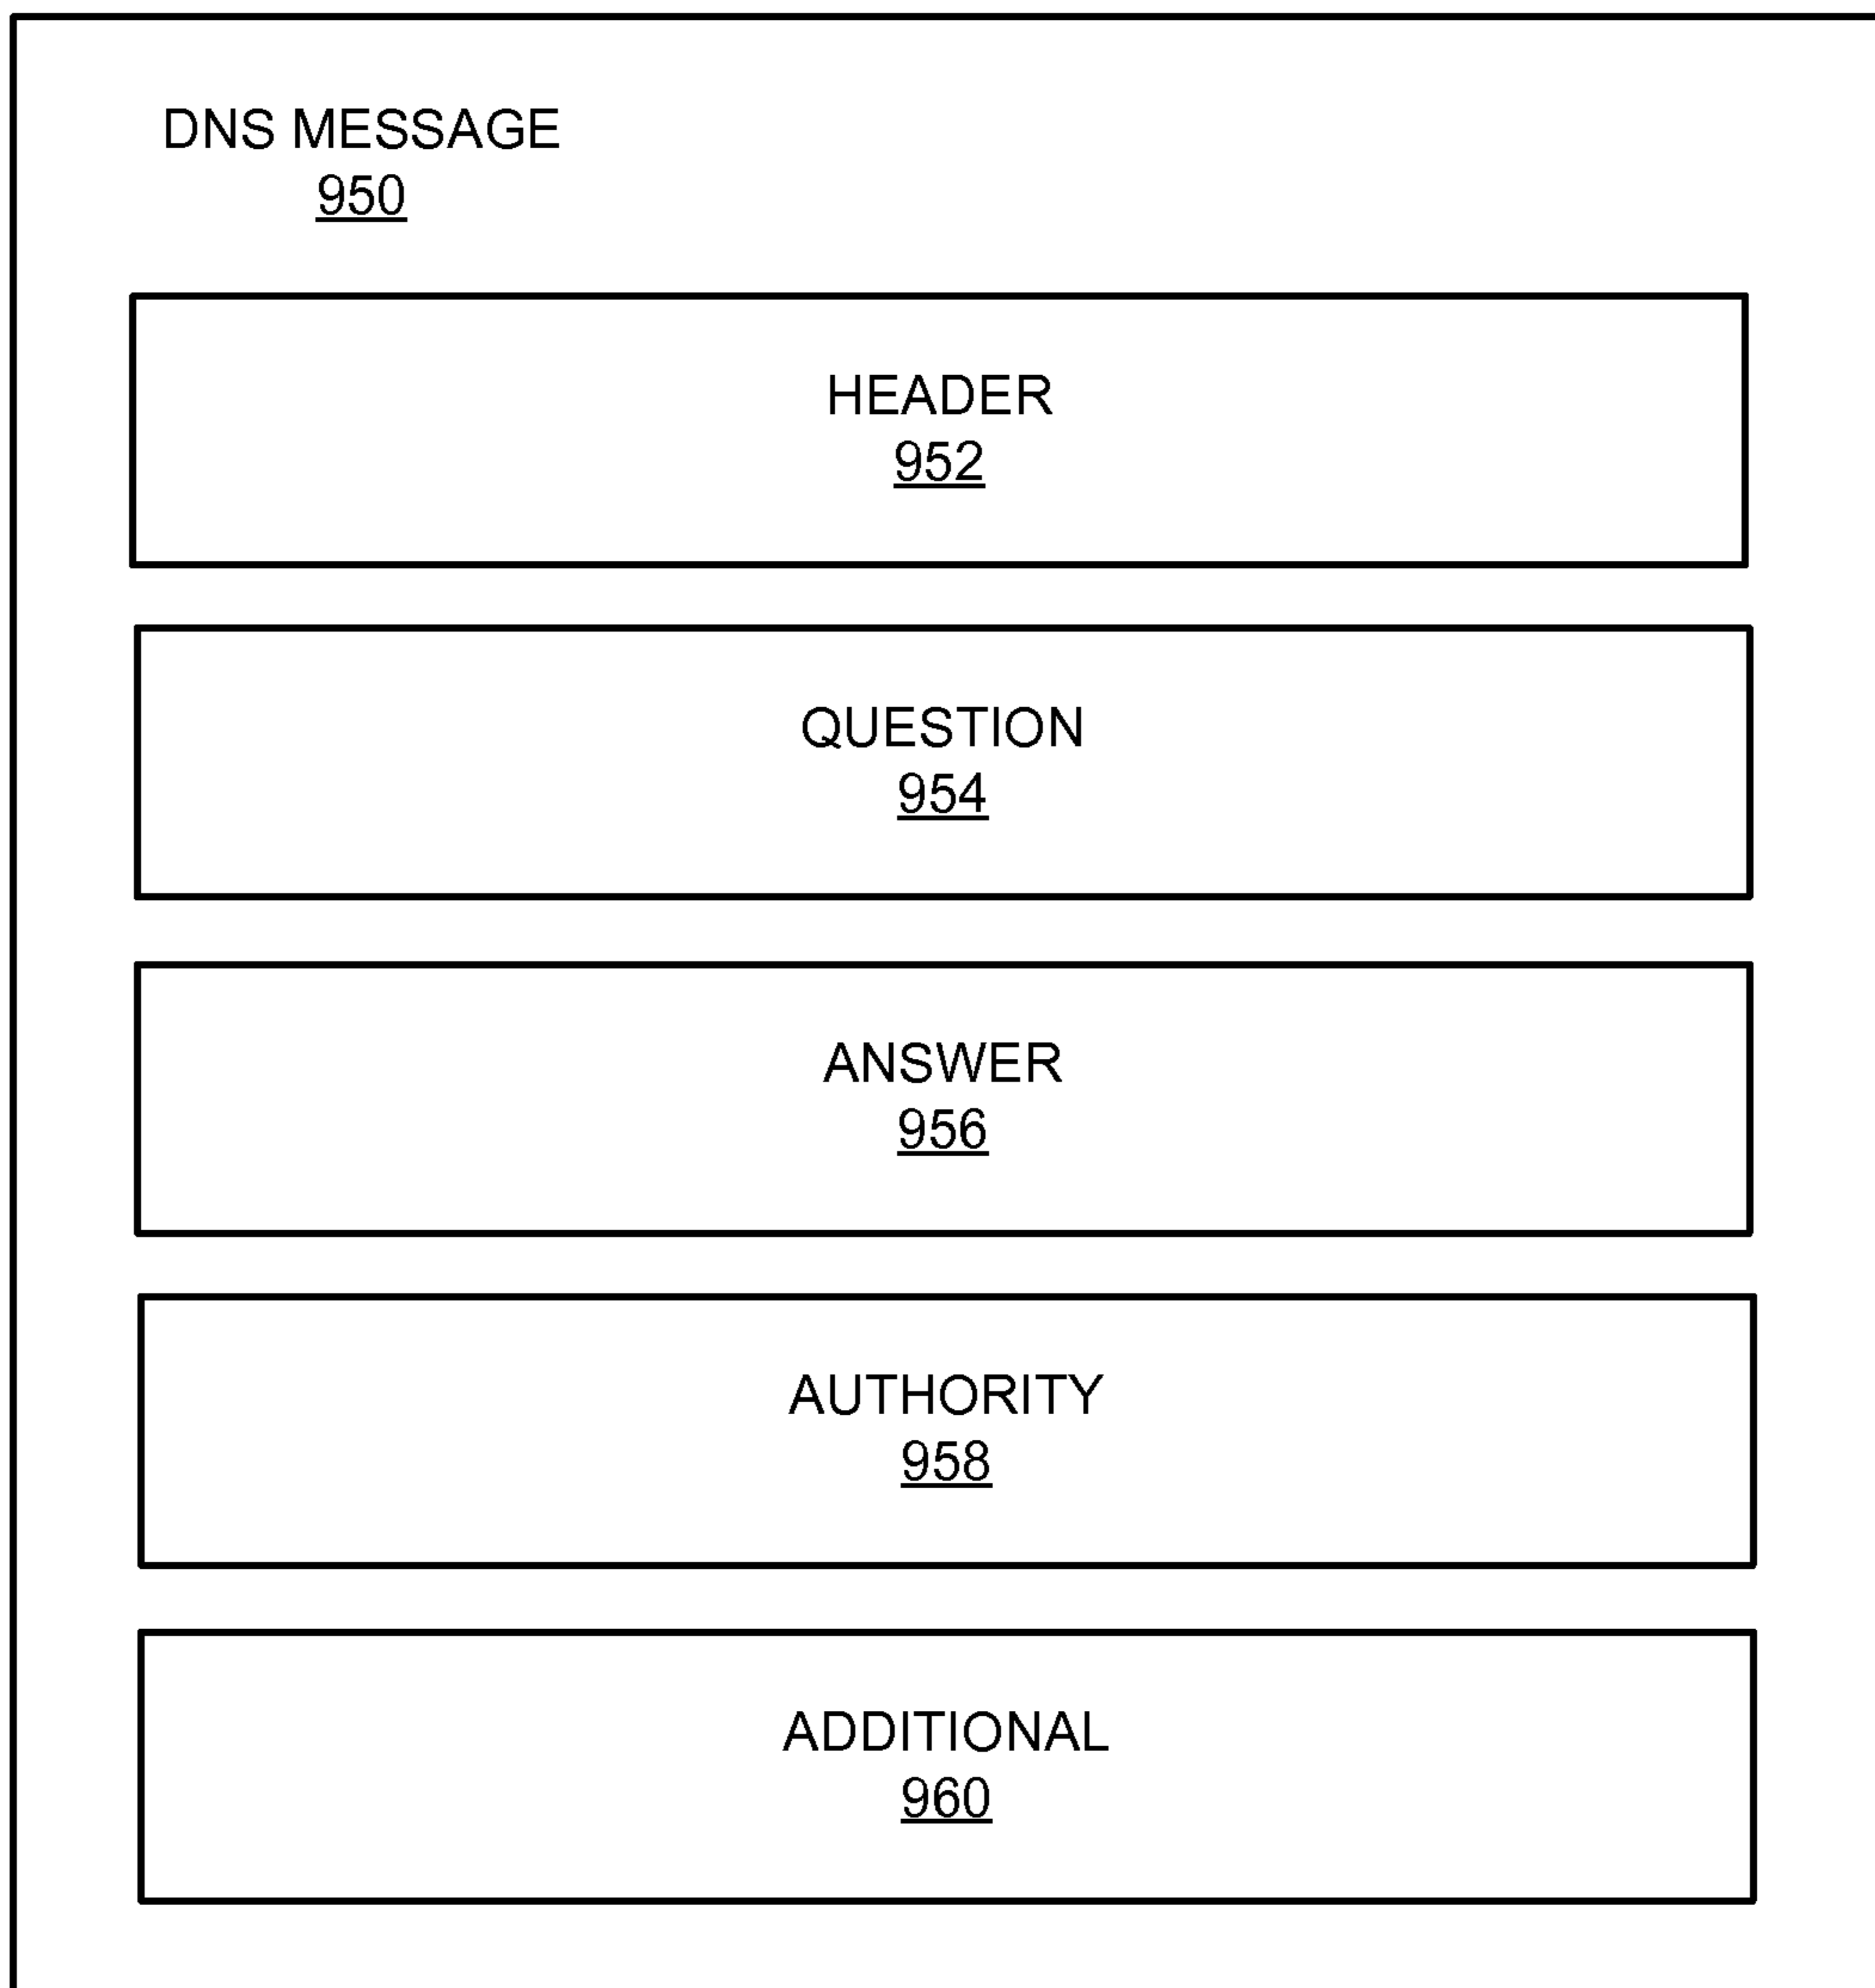 DNS MESSAGE
950
HEADER
952
QUESTION
954
ANSWER
956
AUTHORITY
958
ADDITIONAL
960